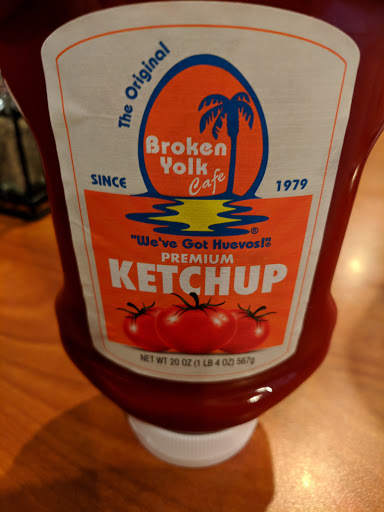 The Original
Broken
Yolk
Cafe
SINCE 1979
®
"We've Got Huevos!"®
PREMIUM
KETCHUP
NET WT 20 OZ (1 LB 4 OZ) 567g